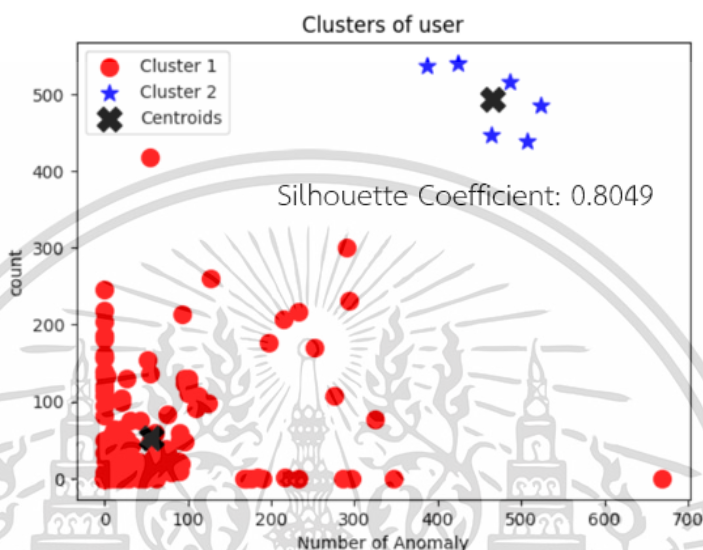 Clusters of user
Cluster 1
Cluster 2
Centroids
Silhouette Coefficient: 0.8049
count
500
400
300
200
100
0
0 100 200 300 400 500 600 700
Number of Anomaly